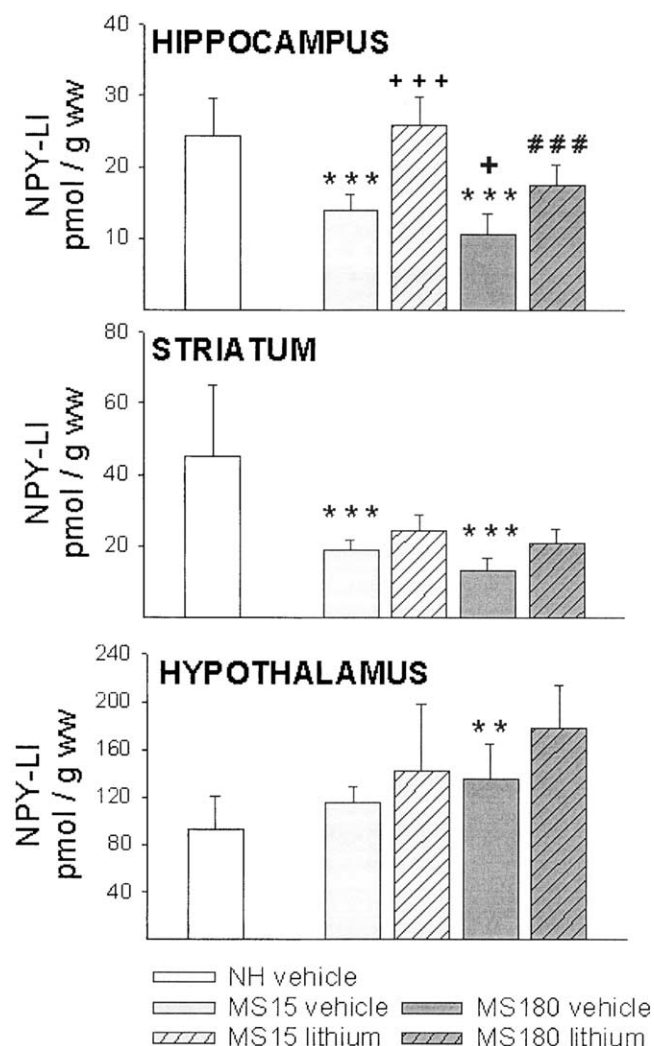 HIPPOCAMPUS
NPY-LI
pmol / g ww
40
30
20
10
***
+++
+
***
###
STRIATUM
NPY-LI
pmol / g ww
80
60
40
20
***
***
HYPOTHALAMUS
NPY-LI
pmol / g ww
240
200
160
120
80
40
**
NH vehicle
MS15 vehicle MS180 vehicle
MS15 lithium MS180 lithium